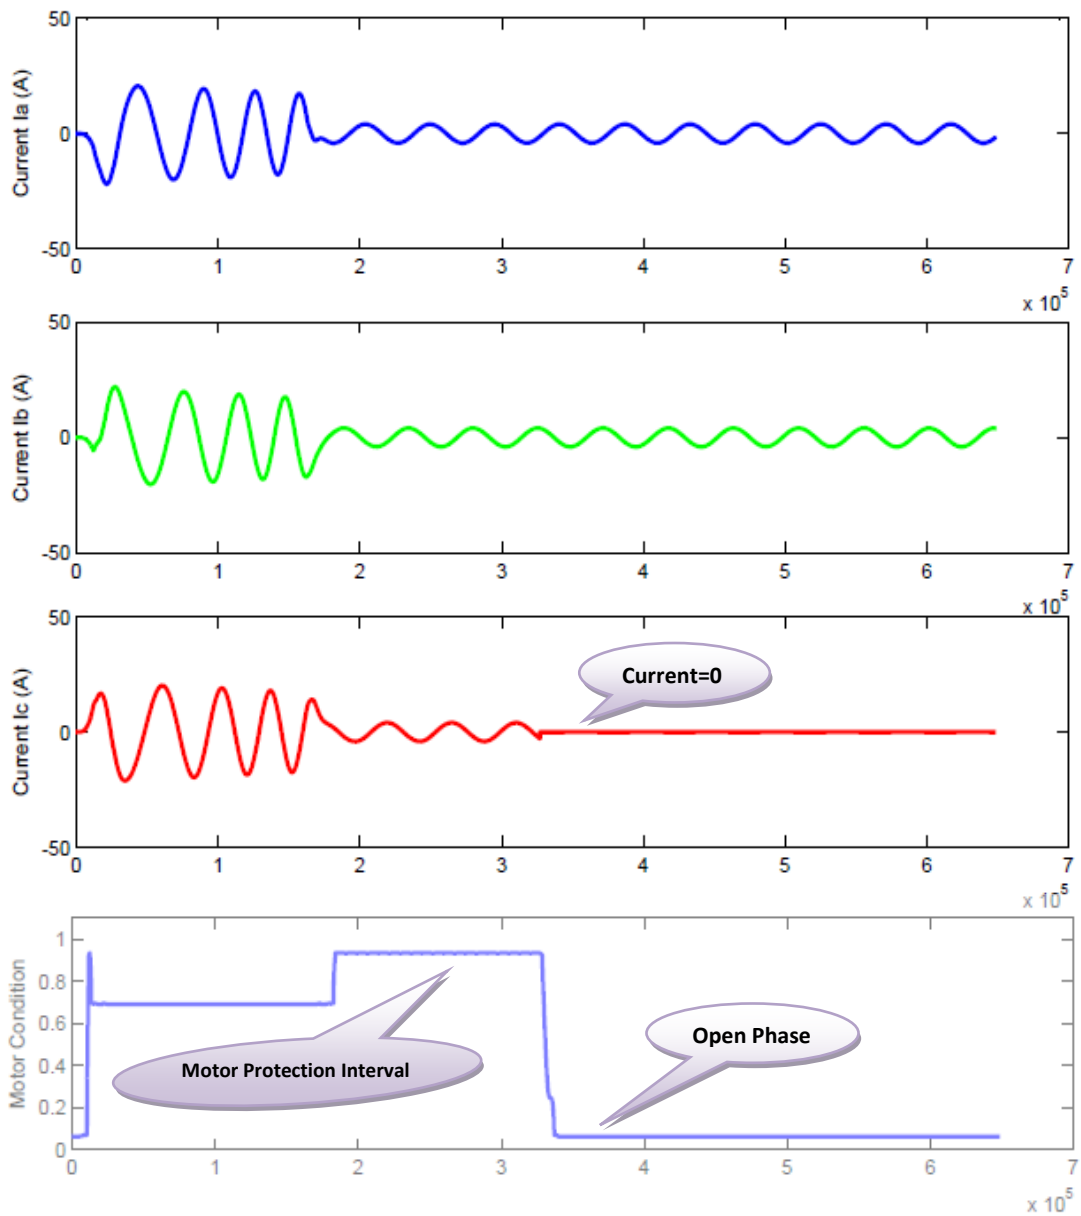 50
0
-50
Current Ia (A)
0 1 2 3 4 5 6 7
x 10^5
50
0
-50
Current Ib (A)
0 1 2 3 4 5 6 7
x 10^5
50
0
-50
Current Ic (A)
Current=0
0 1 2 3 4 5 6 7
x 10^5
1
0.8
0.6
0.4
0.2
0
Motor Condition
Open Phase
Motor Protection Interval
0 1 2 3 4 5 6 7
x 10^5